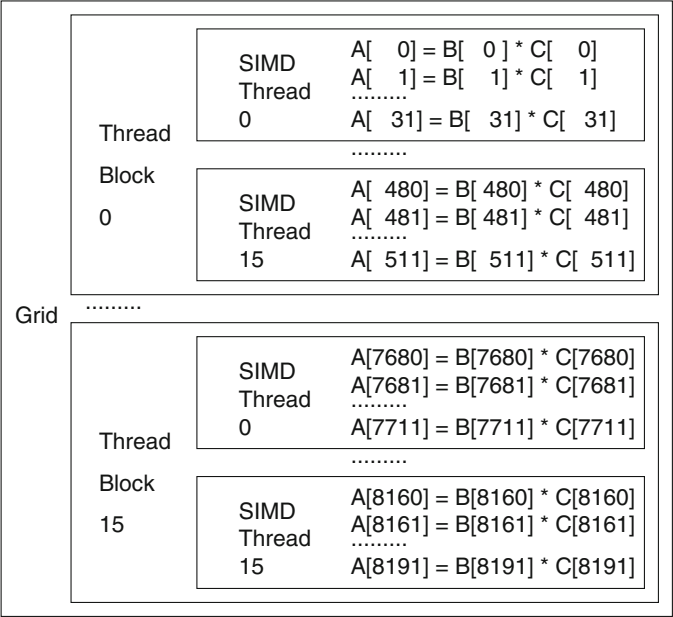 Grid
Thread
Block
0
SIMD
Thread
0
A[ 0] = B[ 0 ] * C[ 0]
A[ 1] = B[ 1] * C[ 1]
.........
A[ 31] = B[ 31] * C[ 31]
.........
SIMD
Thread
15
A[ 480] = B[ 480] * C[ 480]
A[ 481] = B[ 481] * C[ 481]
.........
A[ 511] = B[ 511] * C[ 511]
.........
Thread
Block
15
SIMD
Thread
0
A[7680] = B[7680] * C[7680]
A[7681] = B[7681] * C[7681]
.........
A[7711] = B[7711] * C[7711]
.........
SIMD
Thread
15
A[8160] = B[8160] * C[8160]
A[8161] = B[8161] * C[8161]
.........
A[8191] = B[8191] * C[8191]